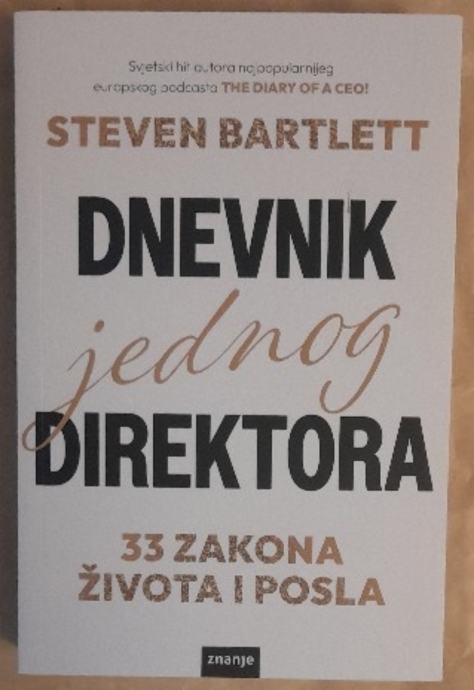 Svjetski hit autora najpopularnijeg
europskog podcasta THE DIARY OF A CEO!
STEVEN BARTLETT
DNEVNIK
jednog
DIREKTORA
33 ZAKONA
ŽIVOTA I POSLA
znanje